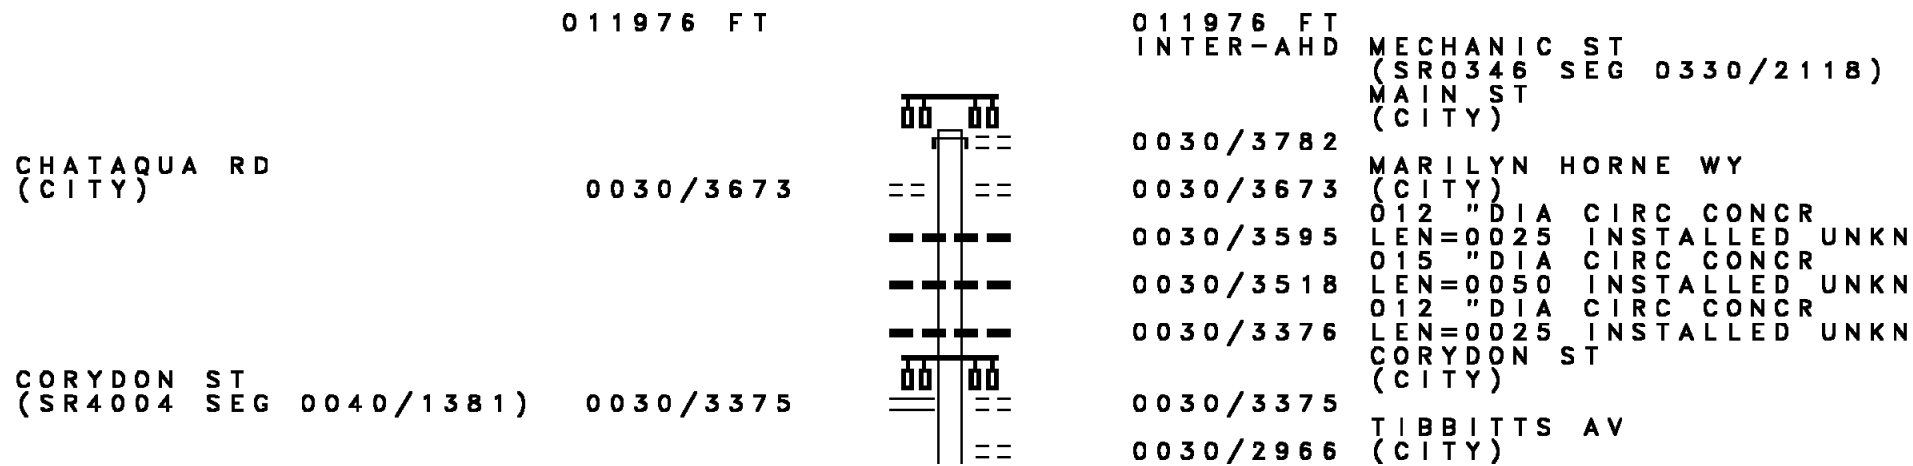 011976 FT 011976 FT
INTER-AHD MECHANIC ST
(SR0346 SEG 0330/2118)
MAIN ST
(CITY)
0030/3782
CHATAQUA RD MARILYN HORNE WY
(CITY) 0030/3673 0030/3673 (CITY)
012 "DIA CIRC CONCR
0030/3595 LEN=0025 INSTALLED UNKN
015 "DIA CIRC CONCR
0030/3518 LEN=0050 INSTALLED UNKN
012 "DIA CIRC CONCR
0030/3376 LEN=0025 INSTALLED UNKN
CORYDON ST
CORYDON ST (CITY)
(SR4004 SEG 0040/1381) 0030/3375 0030/3375
TIBBITTS AV
0030/2966 (CITY)